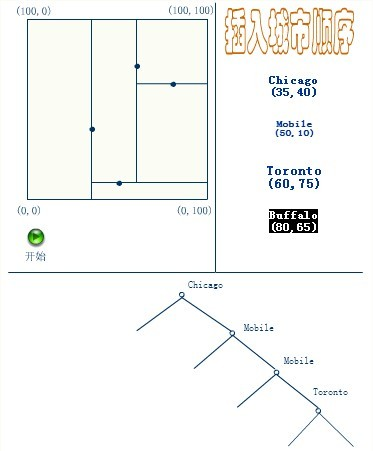 (100,0)
(100,100)
插入城市顺序
Chicago
(35,40)
Mobile
(50,10)
Toronto
(60,75)
Buffalo
(80,65)
(0,0)
(0,100)
开始
Chicago
Mobile
Mobile
Toronto